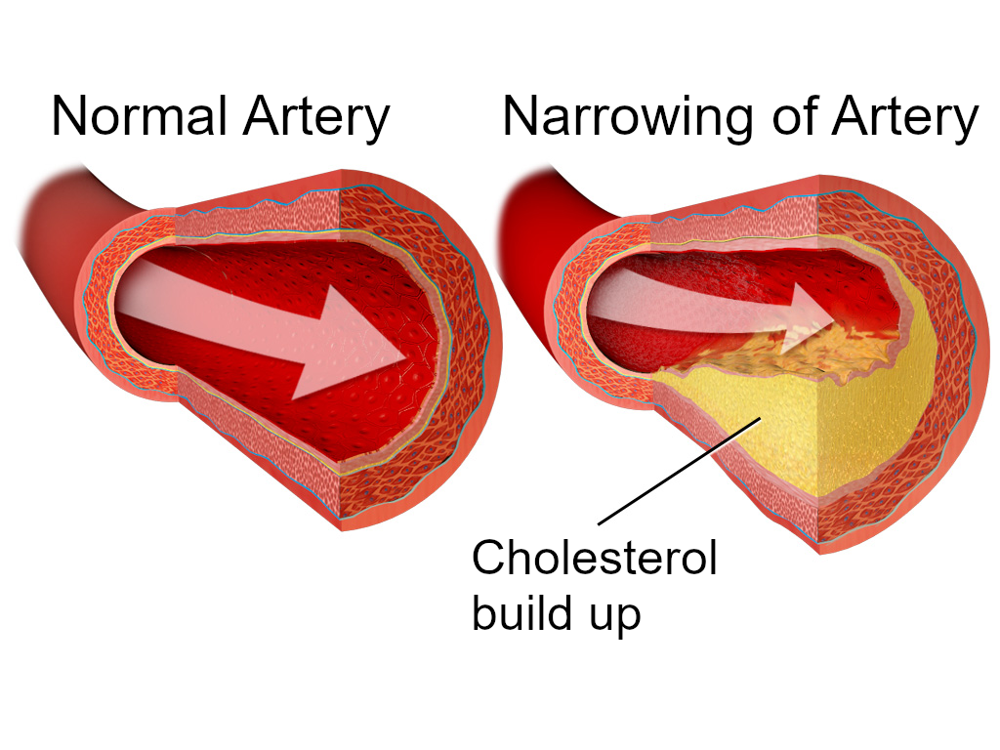 Normal Artery
Narrowing of Artery
Cholesterol
build up